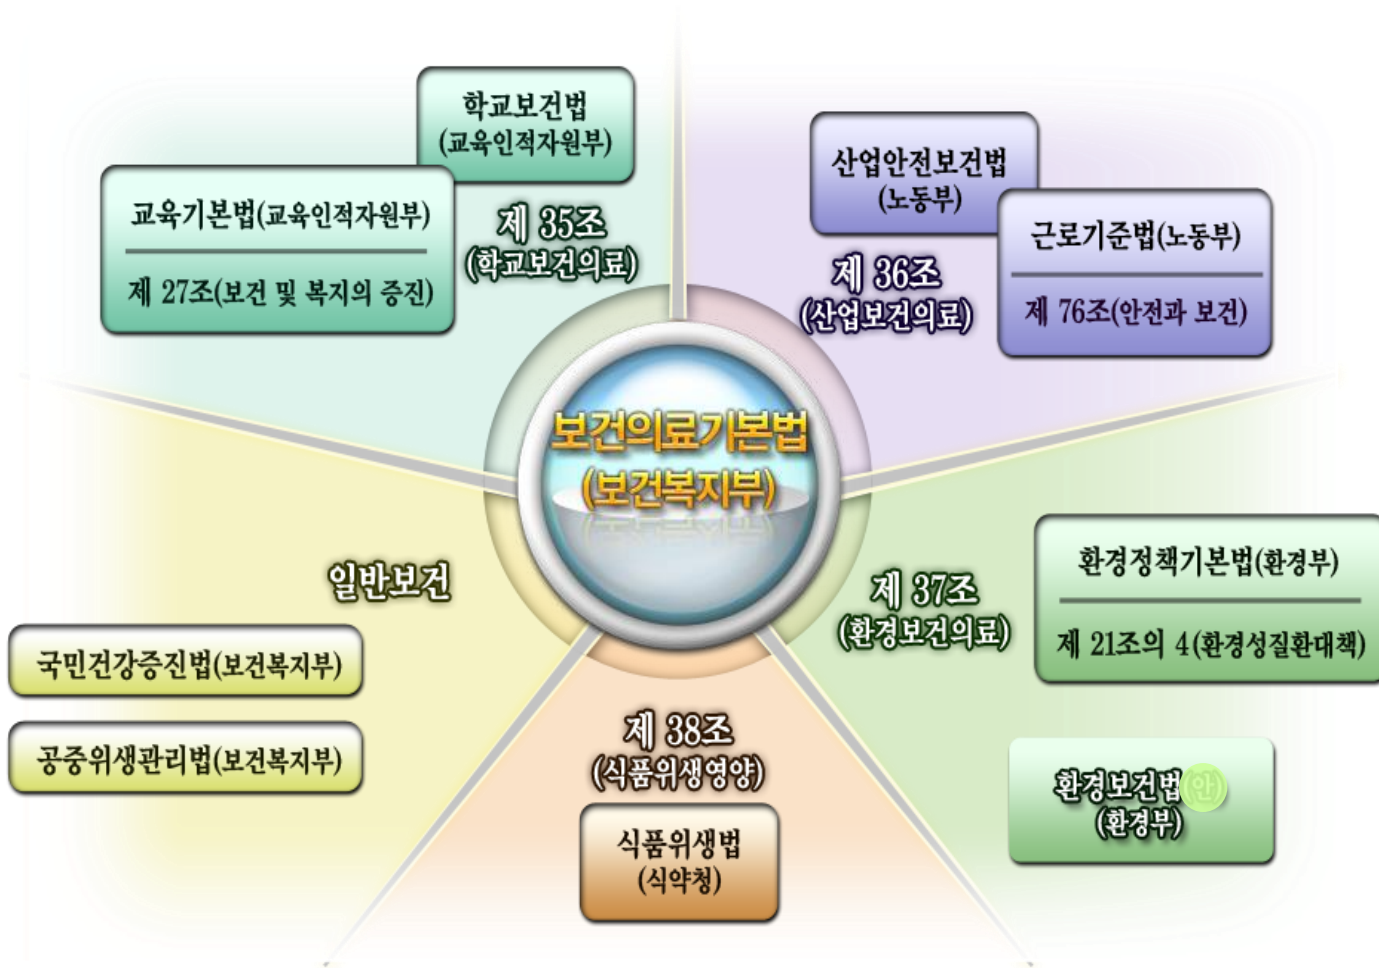 학교보건법
(교육인적자원부)
교육기본법(교육인적자원부)
제 27조(보건 및 복지의 증진)
제 35조
(학교보건의료)
산업안전보건법
(노동부)
근로기준법(노동부)
제 76조(안전과 보건)
제 36조
(산업보건의료)
보건의료기본법
(보건복지부)
일반보건
국민건강증진법(보건복지부)
공중위생관리법(보건복지부)
제 37조
(환경보건의료)
환경정책기본법(환경부)
제 21조의 4(환경성질환대책)
환경보건법(안)
(환경부)
제 38조
(식품위생영양)
식품위생법
(식약청)